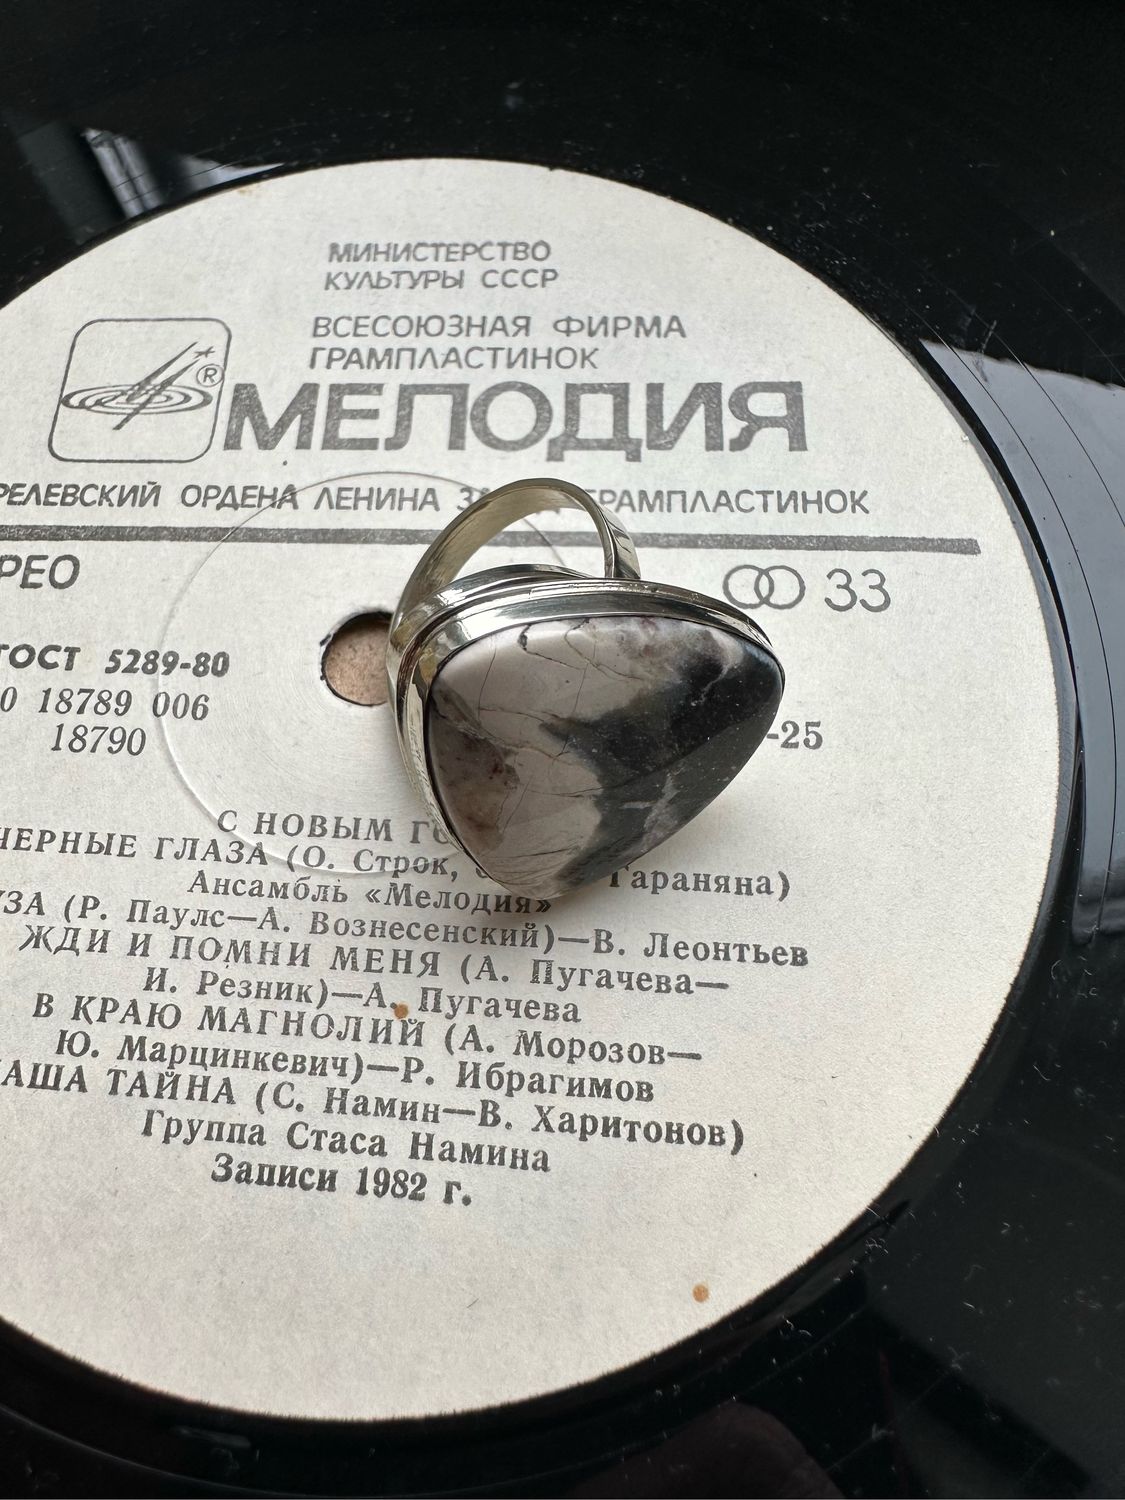 МИНИСТЕРСТВО
КУЛЬТУРЫ СССР
ВСЕСОЮЗНАЯ ФИРМА
ГРАМПЛАСТИНОК
®
МЕЛОДИЯ
РЕЛЕВСКИЙ ОРДЕНА ЛЕНИНА ГРАМПЛАСТИНОК
РЕО
33
ГОСТ 5289-80
0 18789 006
18790
-25
С НОВЫМ
ЧЕРНЫЕ ГЛАЗА (О. Строк, Гараняна)
Ансамбль «Мелодия»
УЗА (Р. Паулс—А. Вознесенский)—В. Леонтьев
ЖДИ И ПОМНИ МЕНЯ (А. Пугачева—
И. Резник)—А. Пугачева
В КРАЮ МАГНОЛИЙ (А. Морозов—
Ю. Марцинкевич)—Р. Ибрагимов
АША ТАЙНА (С. Намин—В. Харитонов)
Группа Стаса Намина
Записи 1982 г.